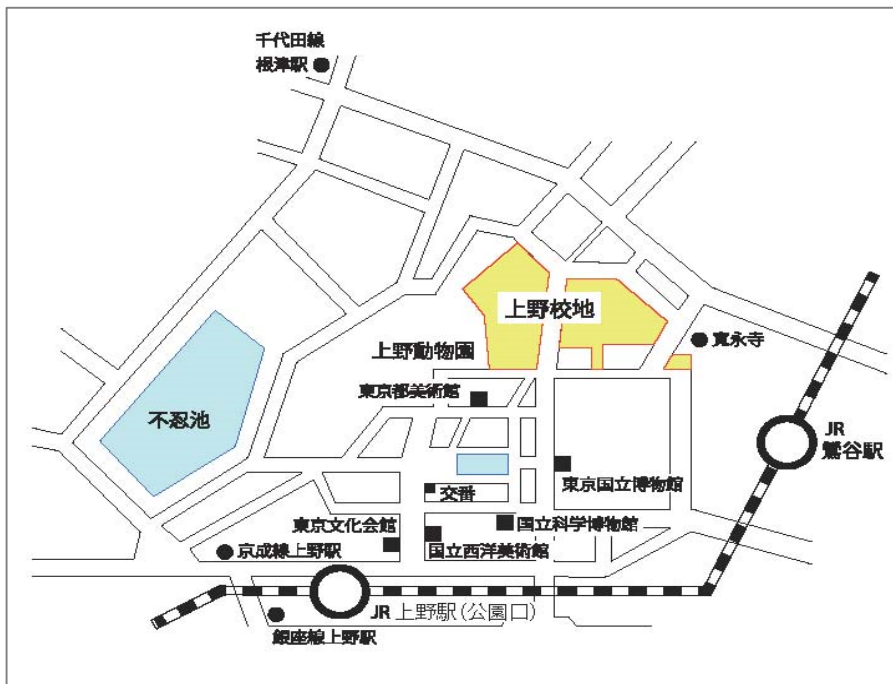 千代田線
根津駅
上野校地
寛永寺
上野動物園
東京都美術館
不忍池
JR
鶯谷駅
東京国立博物館
交番
東京文化会館
国立科学博物館
京成線上野駅
国立西洋美術館
JR 上野駅(公園口)
銀座線上野駅